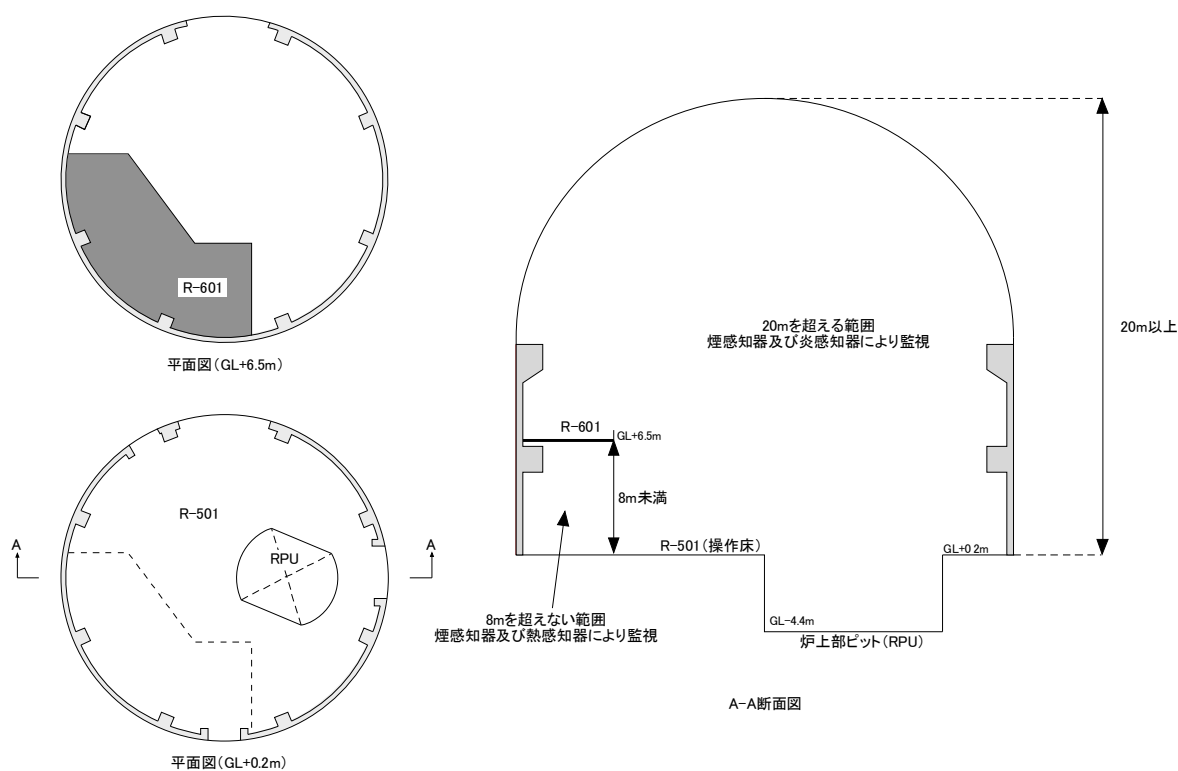 R-601
平面図(GL+6.5m)
R-501
A
A
RPU
平面図(GL+0.2m)
20mを超える範囲
煙感知器及び炎感知器により監視
20m以上
R-601
GL+6.5m
8m未満
R-501(操作床)
GL+0 2m
8mを超えない範囲
煙感知器及び熱感知器により監視
GL-4.4m
炉上部ピット(RPU)
A-A断面図